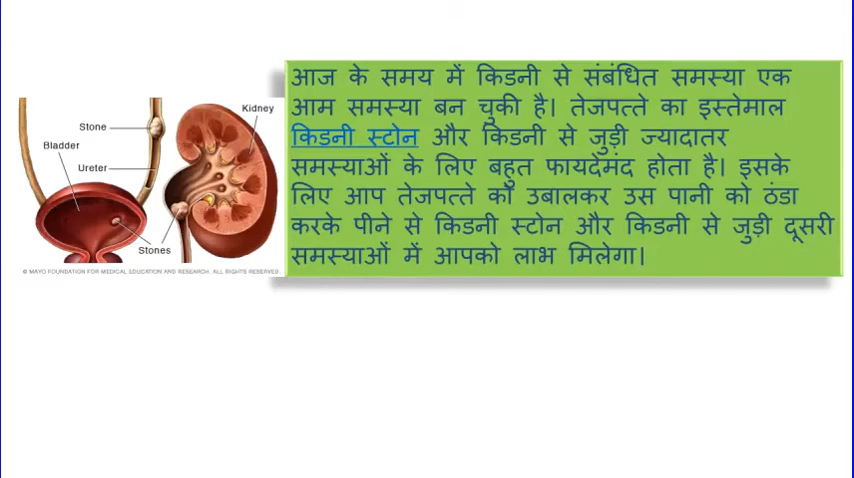 Stone
Kidney
Bladder
Ureter
Stones
© MAYO FOUNDATION FOR MEDICAL EDUCATION AND RESEARCH. ALL RIGHTS RESERVED.
आज के समय में किडनी से संबंधित समस्या एक
आम समस्या बन चुकी है। तेजपत्ते का इस्तेमाल
किडनी स्टोन और किडनी से जुड़ी ज्यादातर
समस्याओं के लिए बहुत फायदेमंद होता है। इसके
लिए आप तेजपत्ते को उबालकर उस पानी को ठंडा
करके पीने से किडनी स्टोन और किडनी से जुड़ी दूसरी
समस्याओं में आपको लाभ मिलेगा।